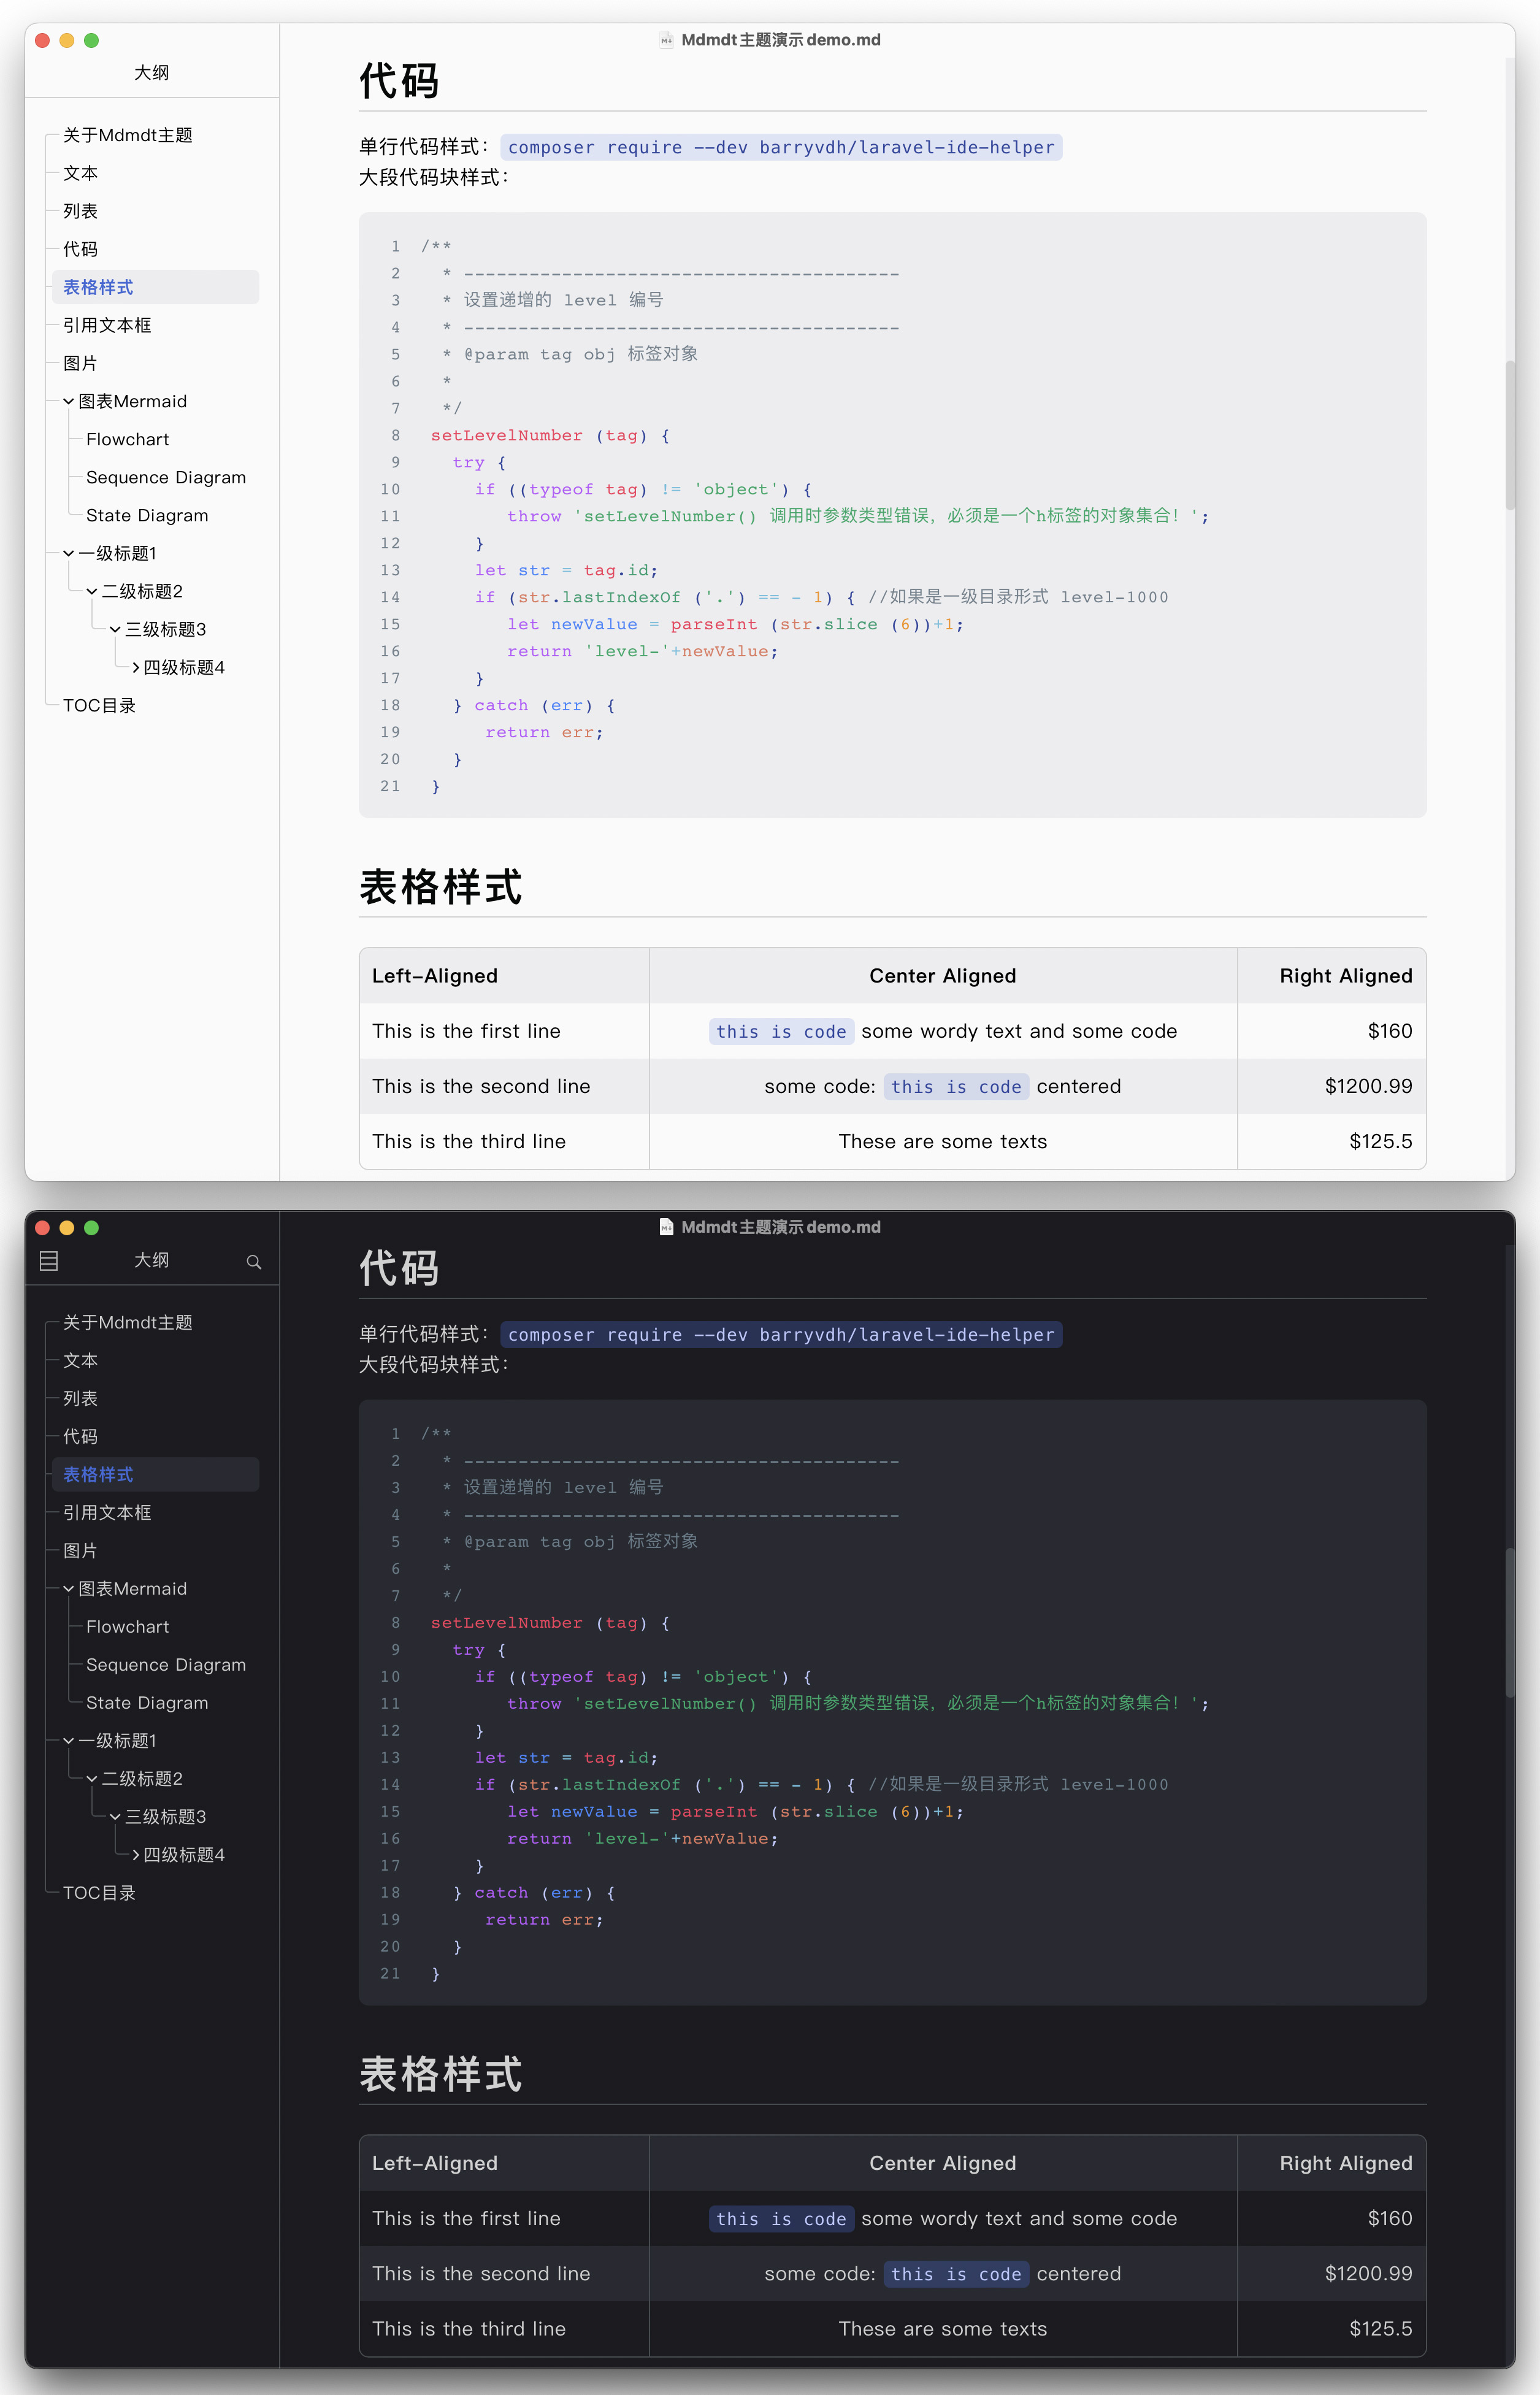 Mdmdt主题演示demo.md
大纲
关于Mdmdt主题
文本
列表
代码
表格样式
引用文本框
图片
图表Mermaid
Flowchart
Sequence Diagram
State Diagram
一级标题1
二级标题2
三级标题3
四级标题4
TOC目录
代码
单行代码样式： composer require --dev barryvdh/laravel-ide-helper
大段代码块样式：
1 /**
2   * ----------------------------------------
3   * 设置递增的 level 编号
4   * ----------------------------------------
5   * @param tag obj 标签对象
6   *
7   */
8  setLevelNumber (tag) {
9    try {
10      if ((typeof tag) != 'object') {
11         throw 'setLevelNumber() 调用时参数类型错误，必须是一个h标签的对象集合！';
12      }
13      let str = tag.id;
14      if (str.lastIndexOf ('.') == - 1) { //如果是一级目录形式 level-1000
15         let newValue = parseInt (str.slice (6))+1;
16         return 'level-'+newValue;
17      }
18    } catch (err) {
19       return err;
20    }
21  }
表格样式
Left-Aligned Center Aligned Right Aligned
This is the first line this is code some wordy text and some code $160
This is the second line some code: this is code centered $1200.99
This is the third line These are some texts $125.5
Mdmdt主题演示demo.md
大纲
关于Mdmdt主题
文本
列表
代码
表格样式
引用文本框
图片
图表Mermaid
Flowchart
Sequence Diagram
State Diagram
一级标题1
二级标题2
三级标题3
四级标题4
TOC目录
代码
单行代码样式： composer require --dev barryvdh/laravel-ide-helper
大段代码块样式：
1 /**
2   * ----------------------------------------
3   * 设置递增的 level 编号
4   * ----------------------------------------
5   * @param tag obj 标签对象
6   *
7   */
8  setLevelNumber (tag) {
9    try {
10      if ((typeof tag) != 'object') {
11         throw 'setLevelNumber() 调用时参数类型错误，必须是一个h标签的对象集合！';
12      }
13      let str = tag.id;
14      if (str.lastIndexOf ('.') == - 1) { //如果是一级目录形式 level-1000
15         let newValue = parseInt (str.slice (6))+1;
16         return 'level-'+newValue;
17      }
18    } catch (err) {
19       return err;
20    }
21  }
表格样式
Left-Aligned Center Aligned Right Aligned
This is the first line this is code some wordy text and some code $160
This is the second line some code: this is code centered $1200.99
This is the third line These are some texts $125.5